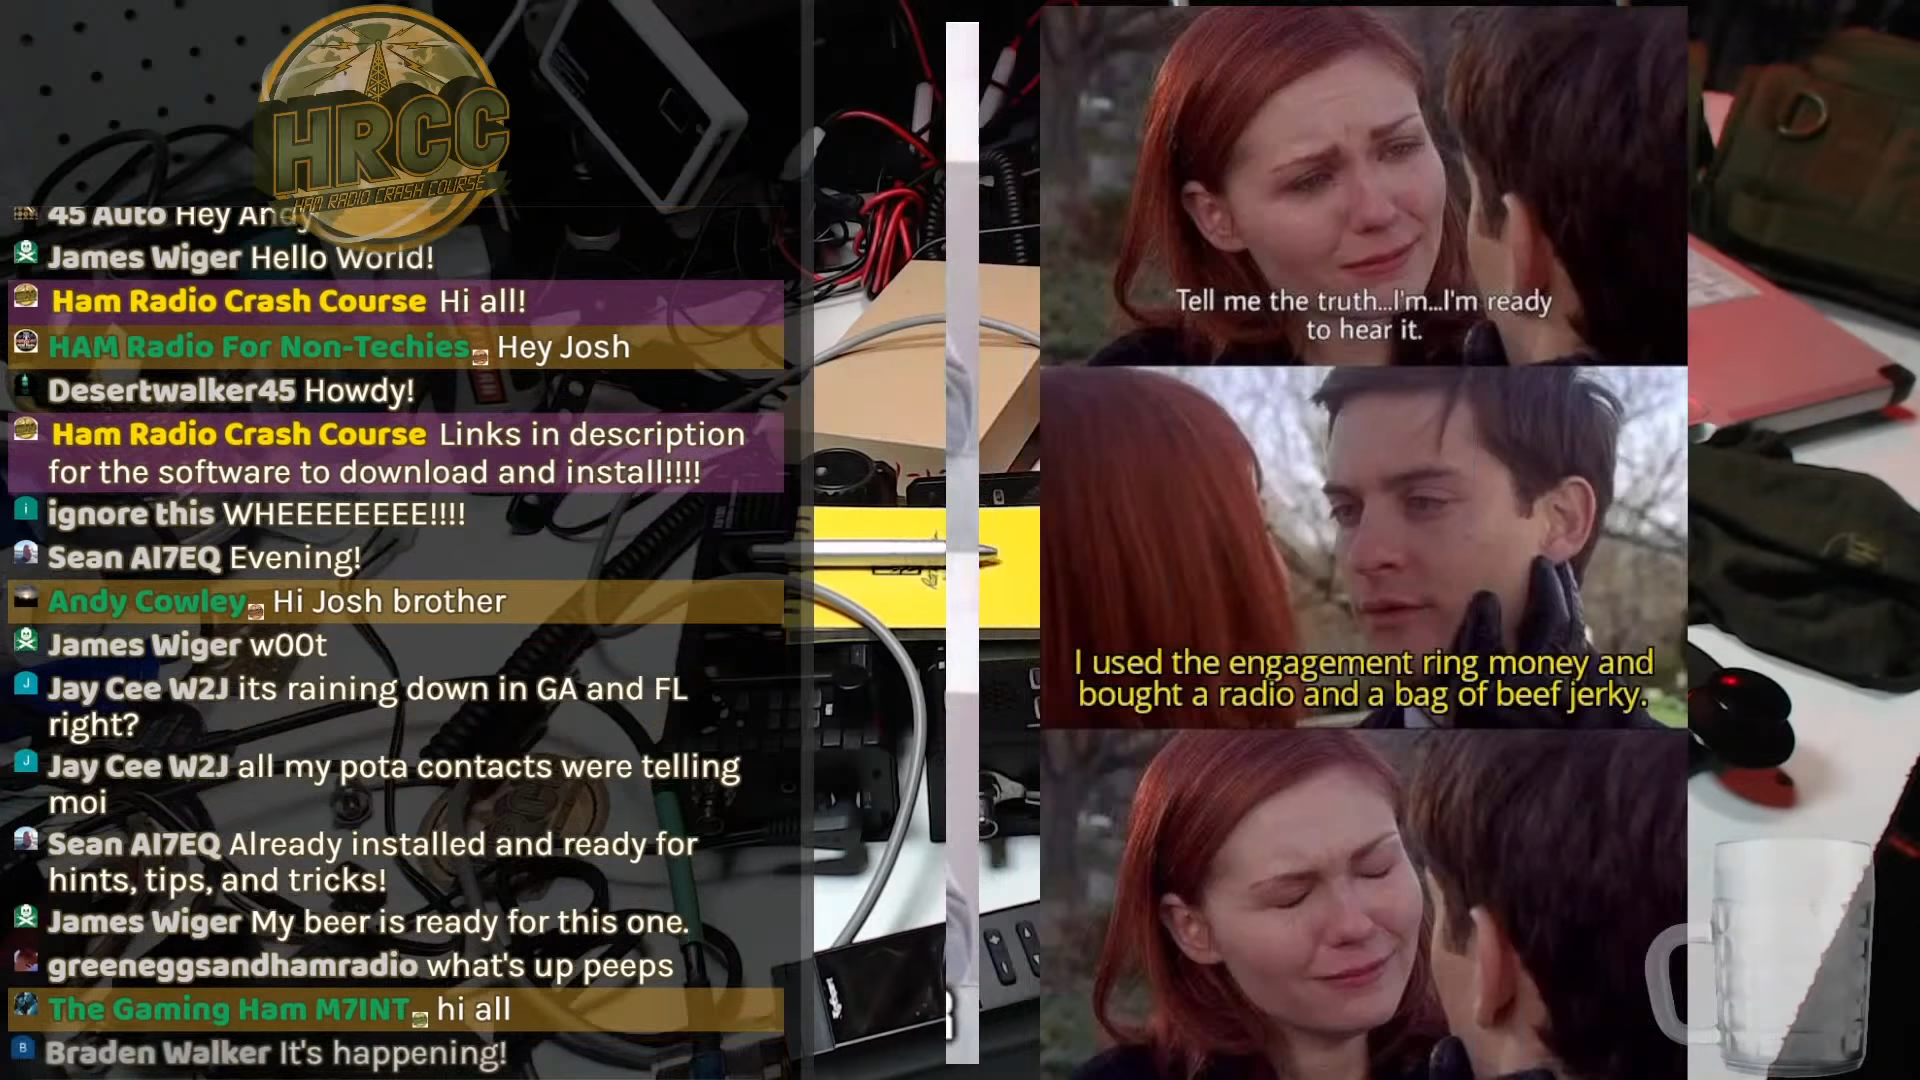 HRCC
HAM RADIO CRASH COURSE
45 Auto Hey Andy
James Wiger Hello World!
Ham Radio Crash Course Hi all!
HAM Radio For Non-Techies Hey Josh
Desertwalker45 Howdy!
Ham Radio Crash Course Links in description
for the software to download and install!!!!
i ignore this WHEEEEEEEE!!!!
Sean AI7EQ Evening!
Andy Cowley Hi Josh brother
James Wiger w00t
J Jay Cee W2J its raining down in GA and FL
right?
J Jay Cee W2J all my pota contacts were telling
moi
Sean AI7EQ Already installed and ready for
hints, tips, and tricks!
James Wiger My beer is ready for this one.
greeneggsandhamradio what's up peeps
The Gaming Ham M7INT hi all
B Braden Walker It's happening!
Tell me the truth...I'm...I'm ready
to hear it.
I used the engagement ring money and
bought a radio and a bag of beef jerky.